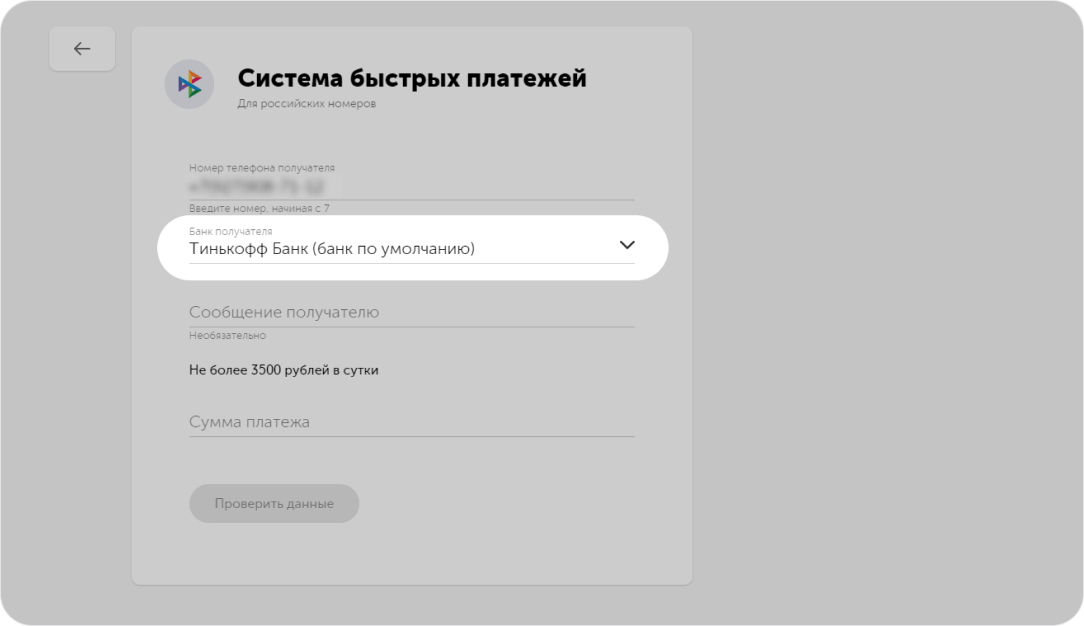 Система быстрых платежей
Для российских номеров
Номер телефона получателя
Введите номер, начиная с 7
Банк получателя
Тинькофф Банк (банк по умолчанию)
Сообщение получателю
Необязательно
Не более 3500 рублей в сутки
Сумма платежа
Проверить данные